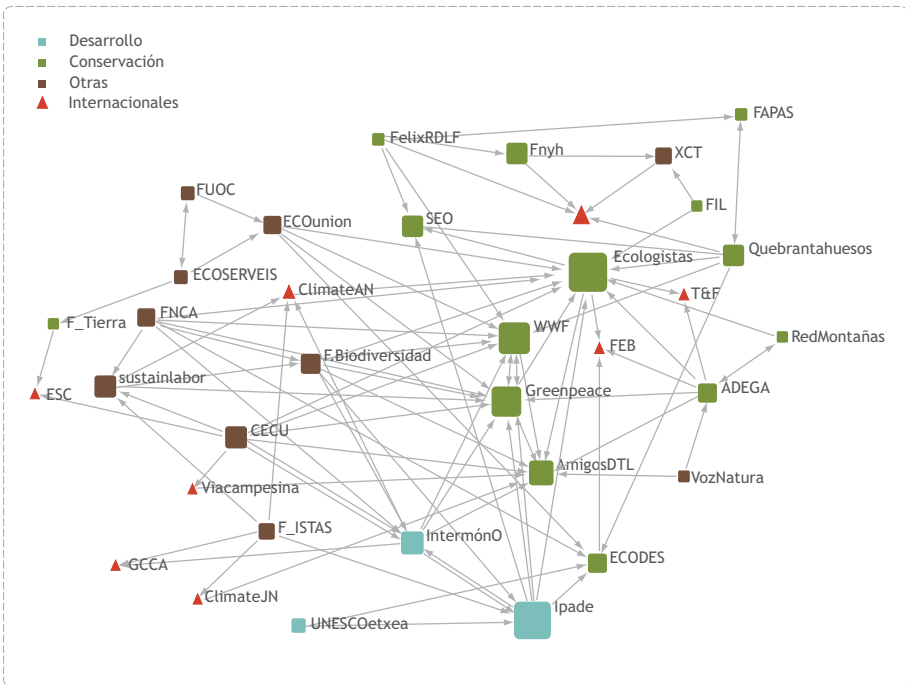 Desarrollo
Conservación
Otras
Internacionales
FAPAS
FelixRDLF
Fnyh
XCT
FUOC
FIL
ECOunion
SEO
Quebrantahuesos
Ecologistas
ECOSERVEIS
ClimateAN
T&F
F_Tierra
FNCA
WWF
RedMontañas
FEB
F.Biodiversidad
sustainlabor
Greenpeace
ADEGA
ESC
CECU
AmigosDTL
VozNatura
Viacampesina
F_ISTAS
IntermónO
ECODES
GCCA
ClimateJN
Ipade
UNESCOetxea